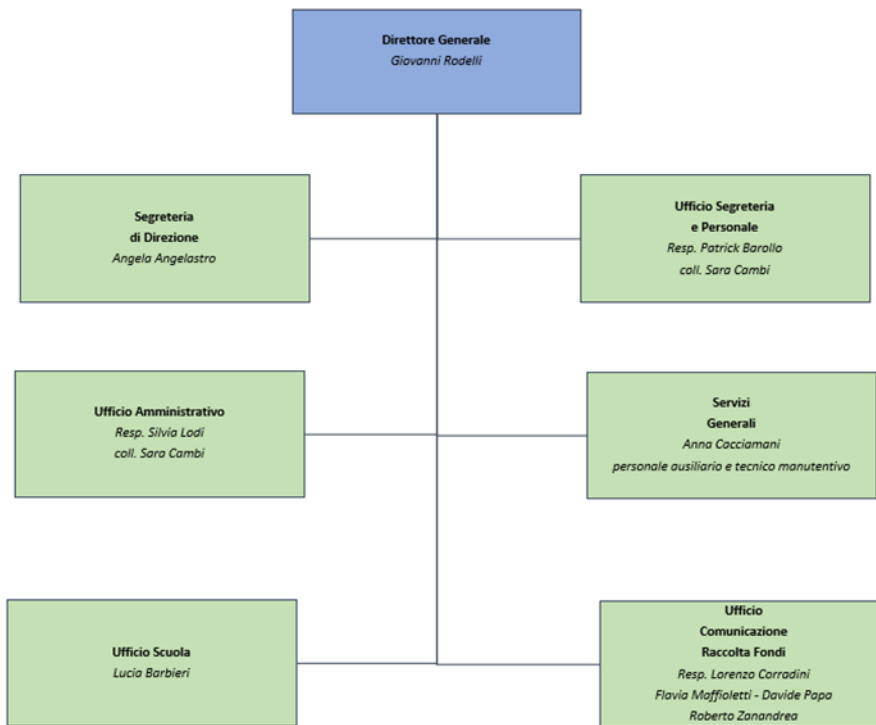 Direttore Generale
Giovanni Rodelli
Segreteria
di Direzione
Angela Angelastro
Ufficio Segreteria
e Personale
Resp. Patrick Barollo
coll. Sara Cambi
Ufficio Amministrativo
Resp. Silvia Lodi
coll. Sara Cambi
Servizi
Generali
Anna Cacciamani
personale ausiliario e tecnico manutentivo
Ufficio Scuola
Lucia Barbieri
Ufficio
Comunicazione
Raccolta Fondi
Resp. Lorenzo Corradini
Flavia Maffioletti - Davide Papa
Roberto Zanandrea